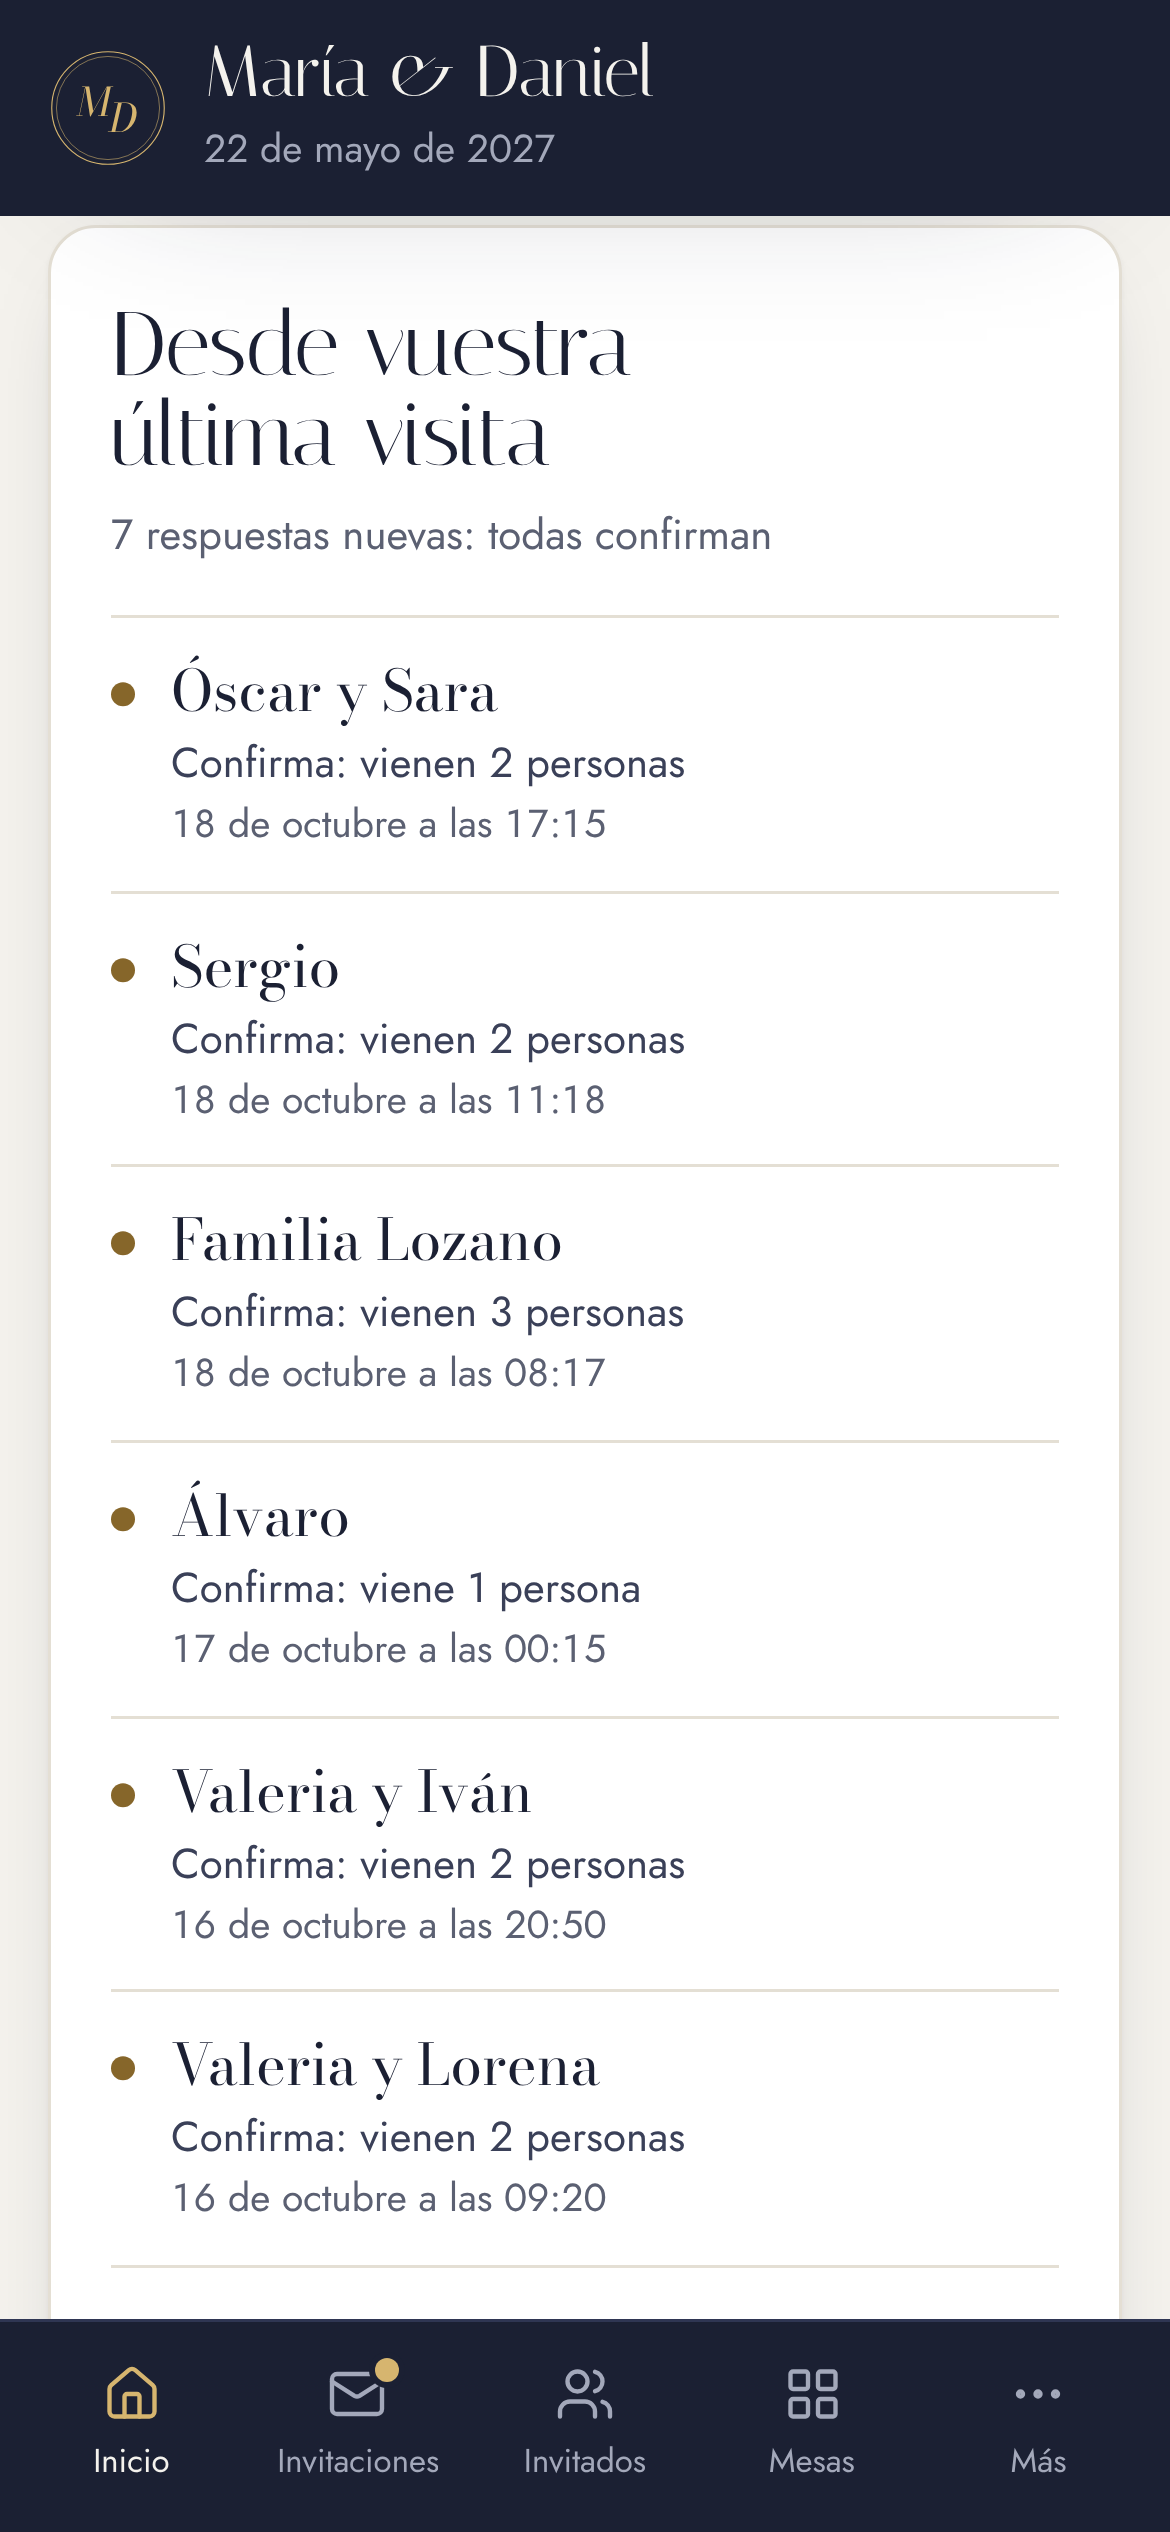 MD
María & Daniel
22 de mayo de 2027
Desde vuestra
última visita
7 respuestas nuevas: todas confirman
Óscar y Sara
Confirma: vienen 2 personas
18 de octubre a las 17:15
Sergio
Confirma: vienen 2 personas
18 de octubre a las 11:18
Familia Lozano
Confirma: vienen 3 personas
18 de octubre a las 08:17
Álvaro
Confirma: viene 1 persona
17 de octubre a las 00:15
Valeria y Iván
Confirma: vienen 2 personas
16 de octubre a las 20:50
Valeria y Lorena
Confirma: vienen 2 personas
16 de octubre a las 09:20
Inicio
Invitaciones
Invitados
Mesas
Más